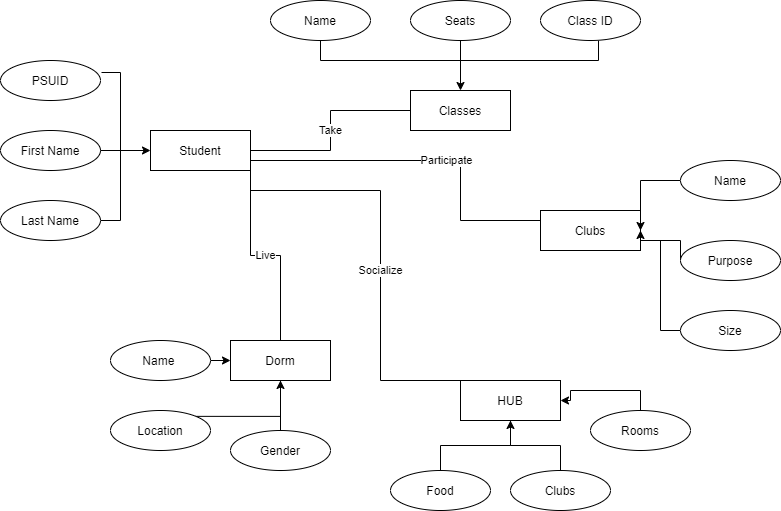 Name
Seats
Class ID
PSUID
Classes
Take
First Name
Student
Participate
Name
Last Name
Clubs
Live
Socialize
Purpose
Size
Name
Dorm
HUB
Location
Gender
Rooms
Food
Clubs